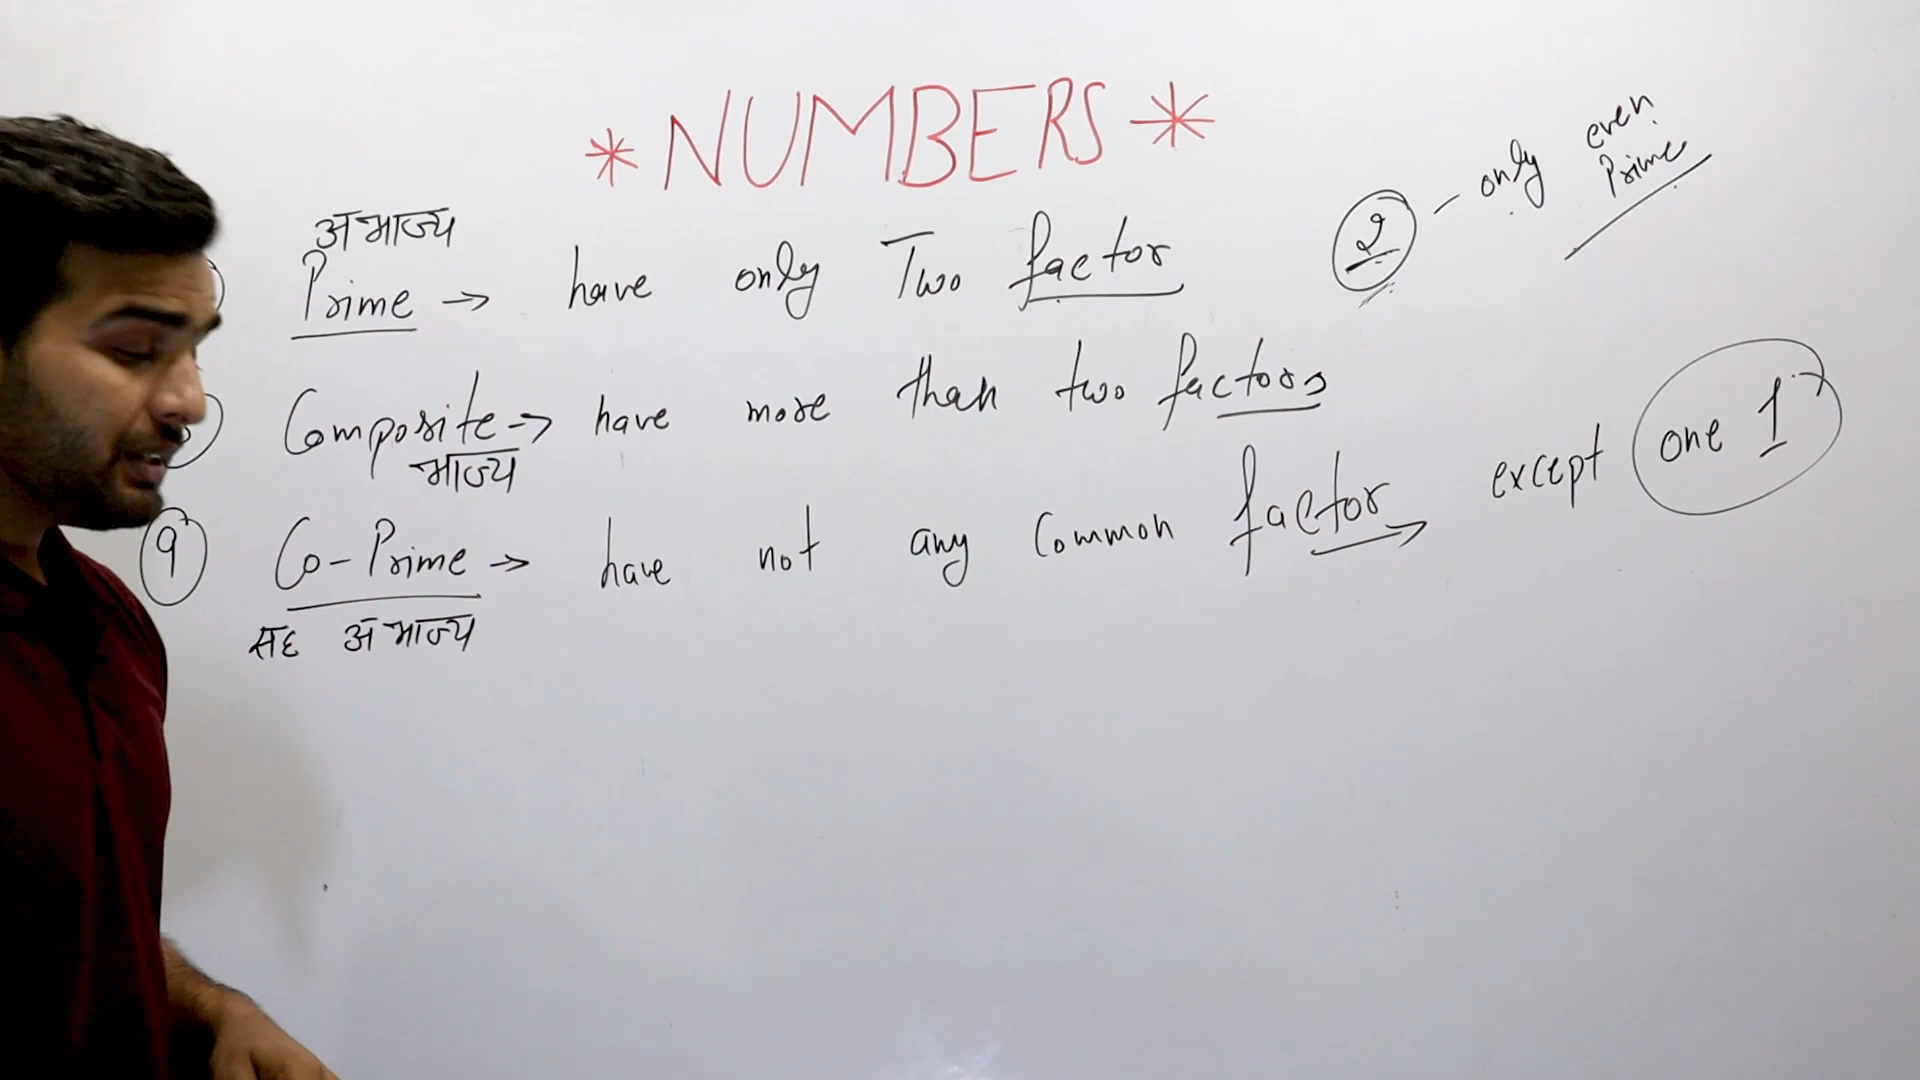 * NUMBERS *
2 - only even Prime
अभाज्य
Prime → have only Two factor
Composite → have more than two factors
भाज्य
9 Co-Prime → have not any Common factor except one 1
सह अभाज्य